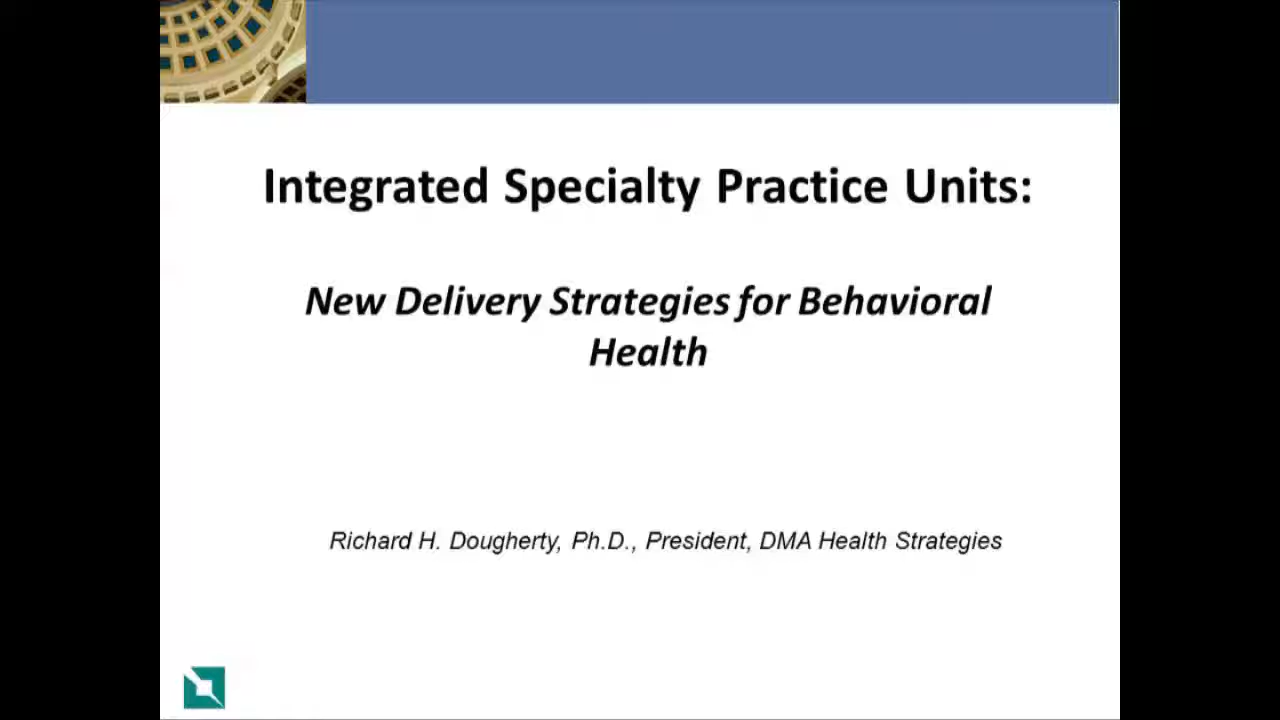 Integrated Specialty Practice Units:
New Delivery Strategies for Behavioral
Health
Richard H. Dougherty, Ph.D., President, DMA Health Strategies